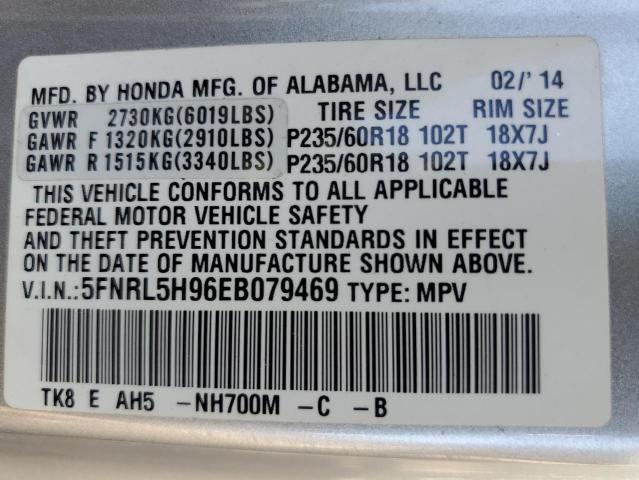 MFD. BY HONDA MFG. OF ALABAMA, LLC 02/' 14
GVWR 2730KG(6019LBS) TIRE SIZE RIM SIZE
GAWR F 1320KG(2910LBS) P235/60R18 102T 18X7J
GAWR R 1515KG(3340LBS) P235/60R18 102T 18X7J
THIS VEHICLE CONFORMS TO ALL APPLICABLE
FEDERAL MOTOR VEHICLE SAFETY
AND THEFT PREVENTION STANDARDS IN EFFECT
ON THE DATE OF MANUFACTURE SHOWN ABOVE.
V.I.N.:5FNRL5H96EB079469 TYPE: MPV
TK8 E AH5 -NH700M -C -B